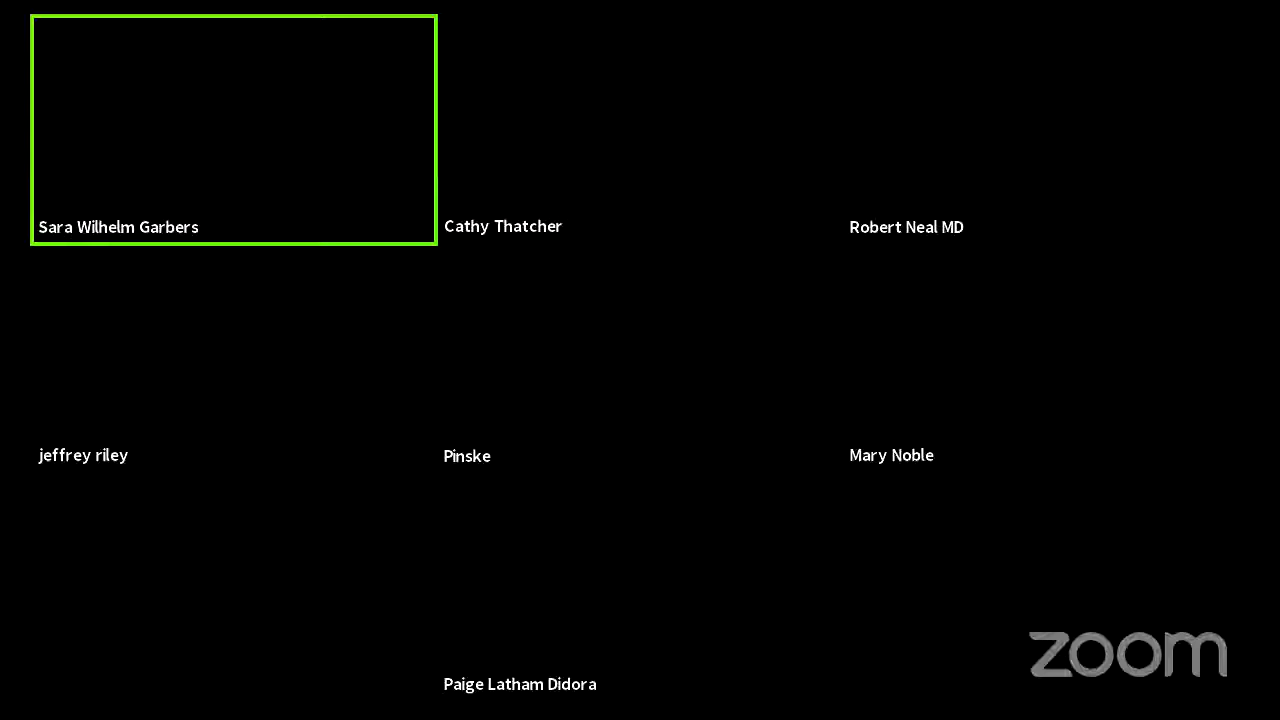 Sara Wilhelm Garbers
Cathy Thatcher
Robert Neal MD
jeffrey riley
Pinske
Mary Noble
Paige Latham Didora
zoom